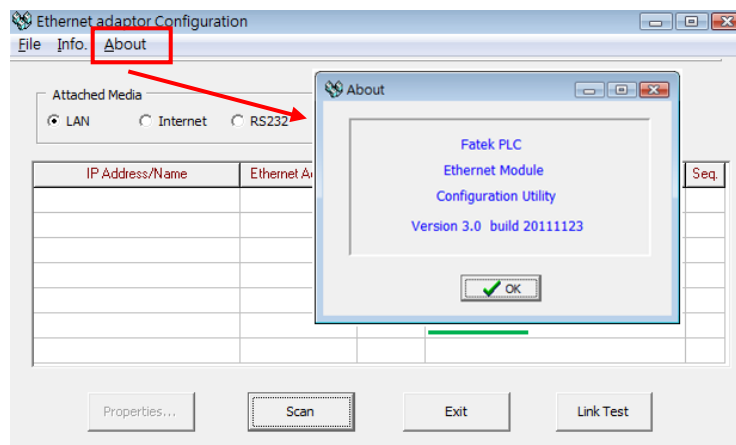 Ethernet adaptor Configuration
File Info. About
Attached Media
LAN Internet RS232
IP Address/Name Ethernet Seq.
About
Fatek PLC
Ethernet Module
Configuration Utility
Version 3.0 build 20111123
OK
Properties... Scan Exit Link Test